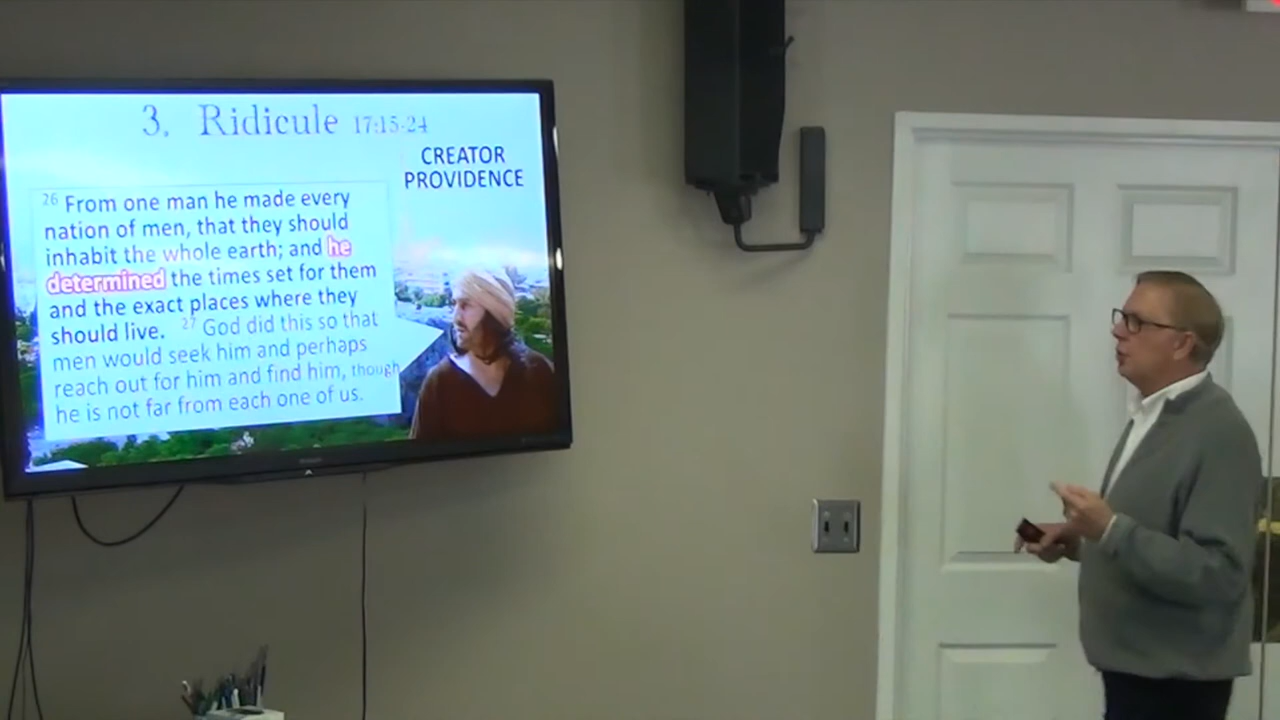 3. Ridicule 17:15-24
CREATOR
PROVIDENCE
26 From one man he made every
nation of men, that they should
inhabit the whole earth; and he
determined the times set for them
and the exact places where they
should live. 27 God did this so that
men would seek him and perhaps
reach out for him and find him, though
he is not far from each one of us.